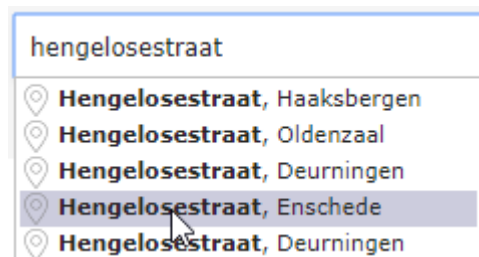 hengelosestraat
Hengelosestraat, Haaksbergen
Hengelosestraat, Oldenzaal
Hengelosestraat, Deurningen
Hengelosestraat, Enschede
Hengelosestraat, Deurningen